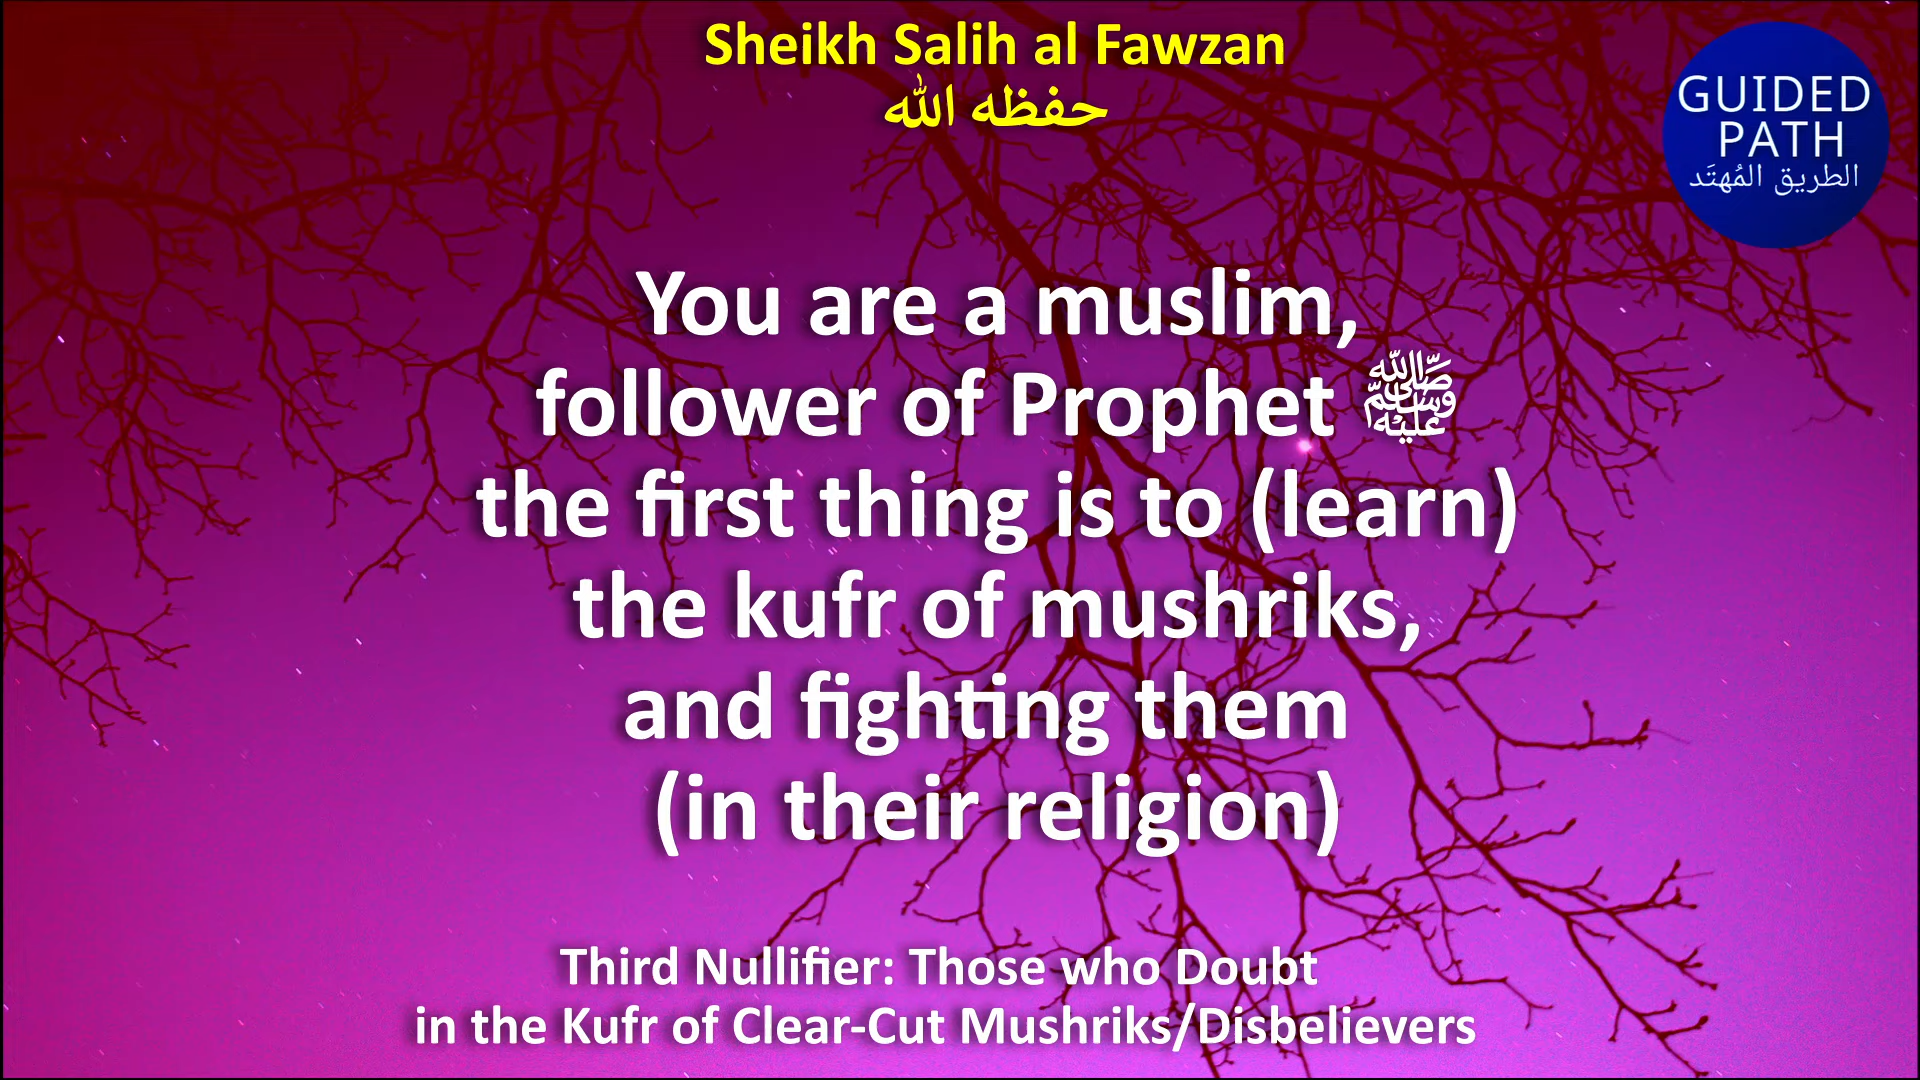 Sheikh Salih al Fawzan
حفظه الله
GUIDED
PATH
الطريق المُهتَد
You are a muslim,
follower of Prophet ﷺ
the first thing is to (learn)
the kufr of mushriks,
and fighting them
(in their religion)
Third Nullifier: Those who Doubt
in the Kufr of Clear-Cut Mushriks/Disbelievers